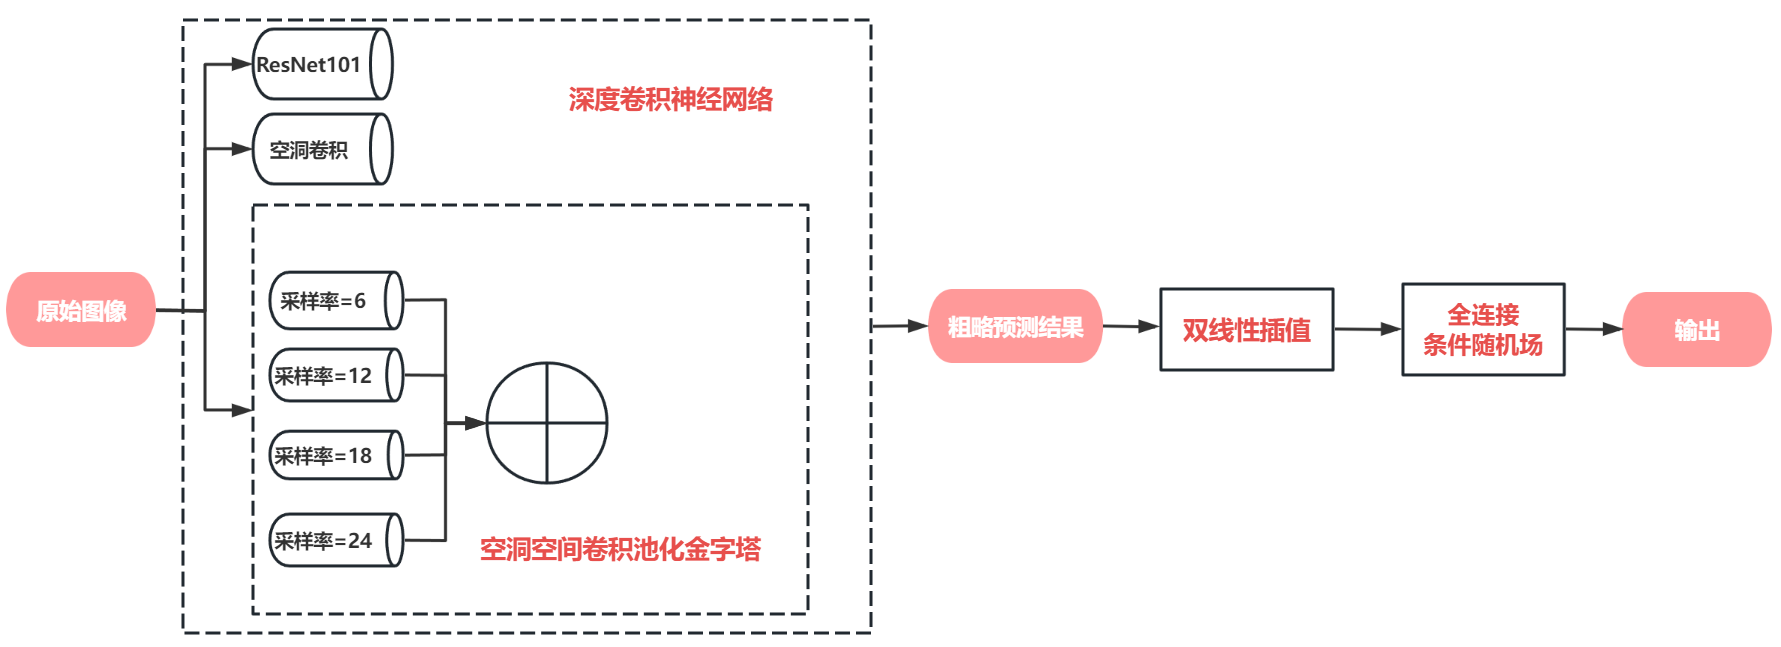 ResNet101
深度卷积神经网络
空洞卷积
原始图像
采样率=6
采样率=12
采样率=18
采样率=24
空洞空间卷积池化金字塔
粗略预测结果
双线性插值
全连接
条件随机场
输出